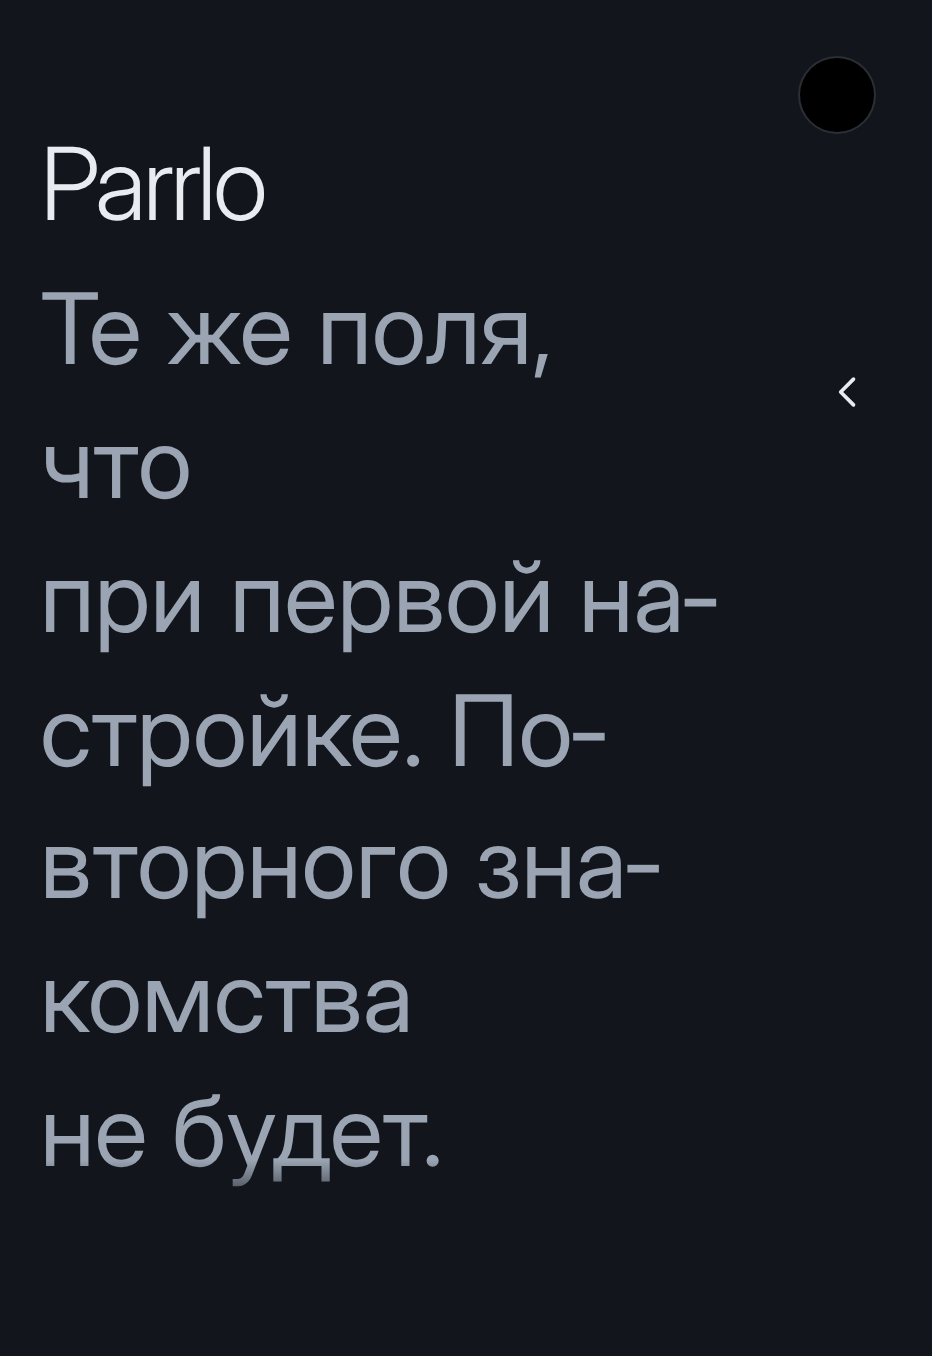 Parrlo
Те же поля,
что
при первой на-
стройке. По-
вторного зна-
комства
не будет.